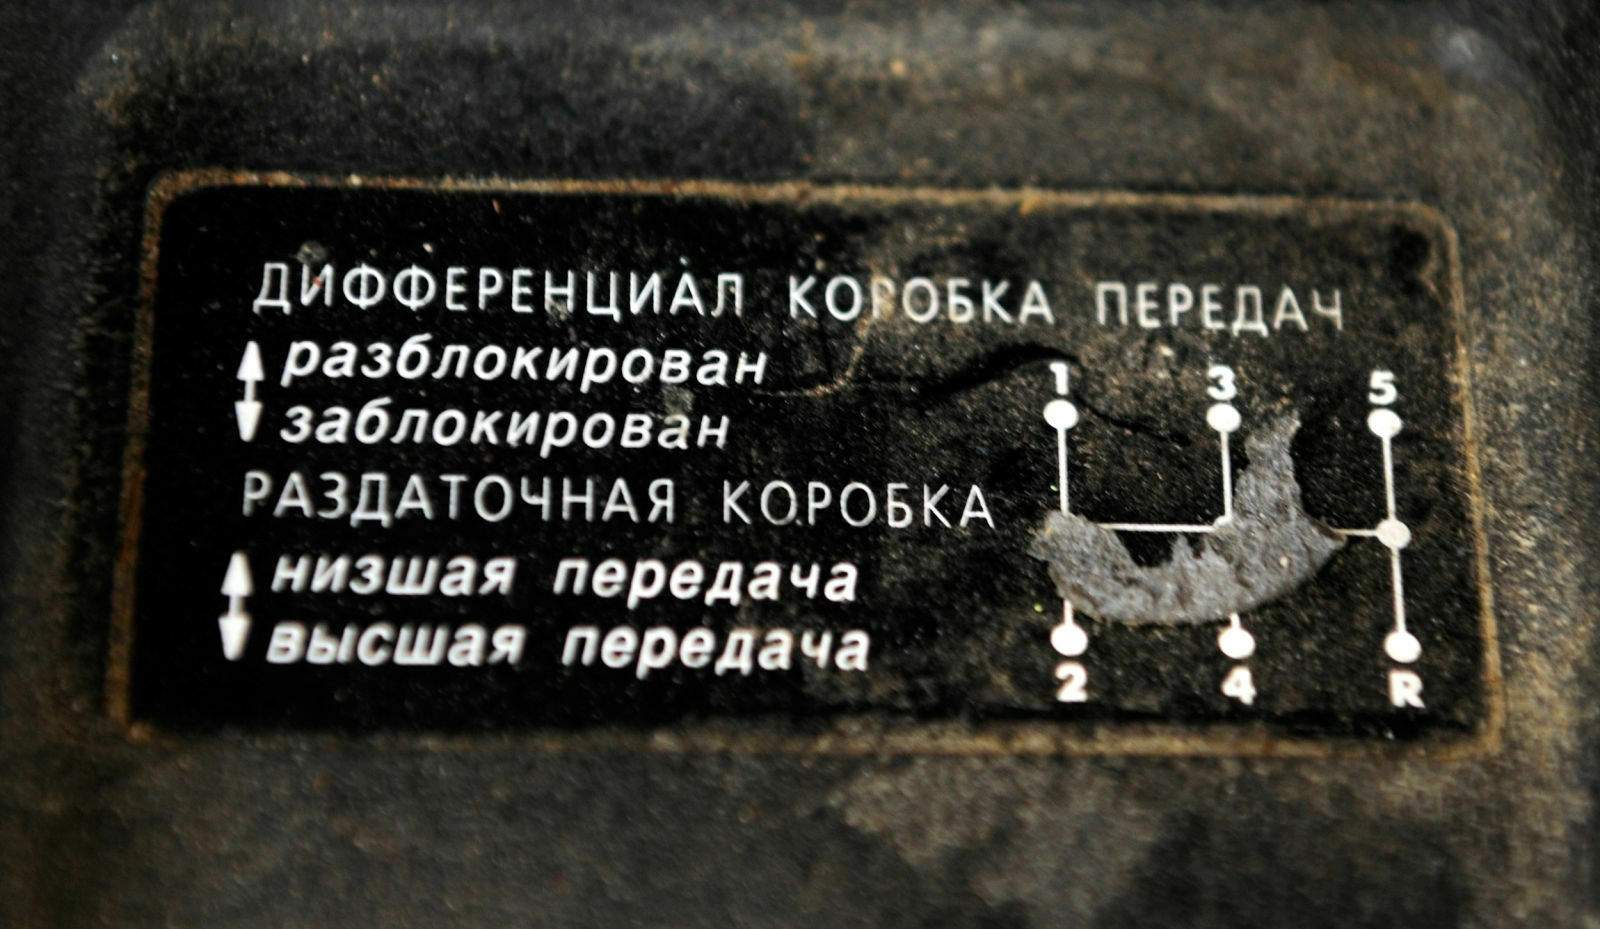 ДИФФЕРЕНЦИАЛ КОРОБКА ПЕРЕДАЧ
разблокирован
заблокирован
РАЗДАТОЧНАЯ КОРОБКА
низшая передача
высшая передача
1 3 5
2 4 R